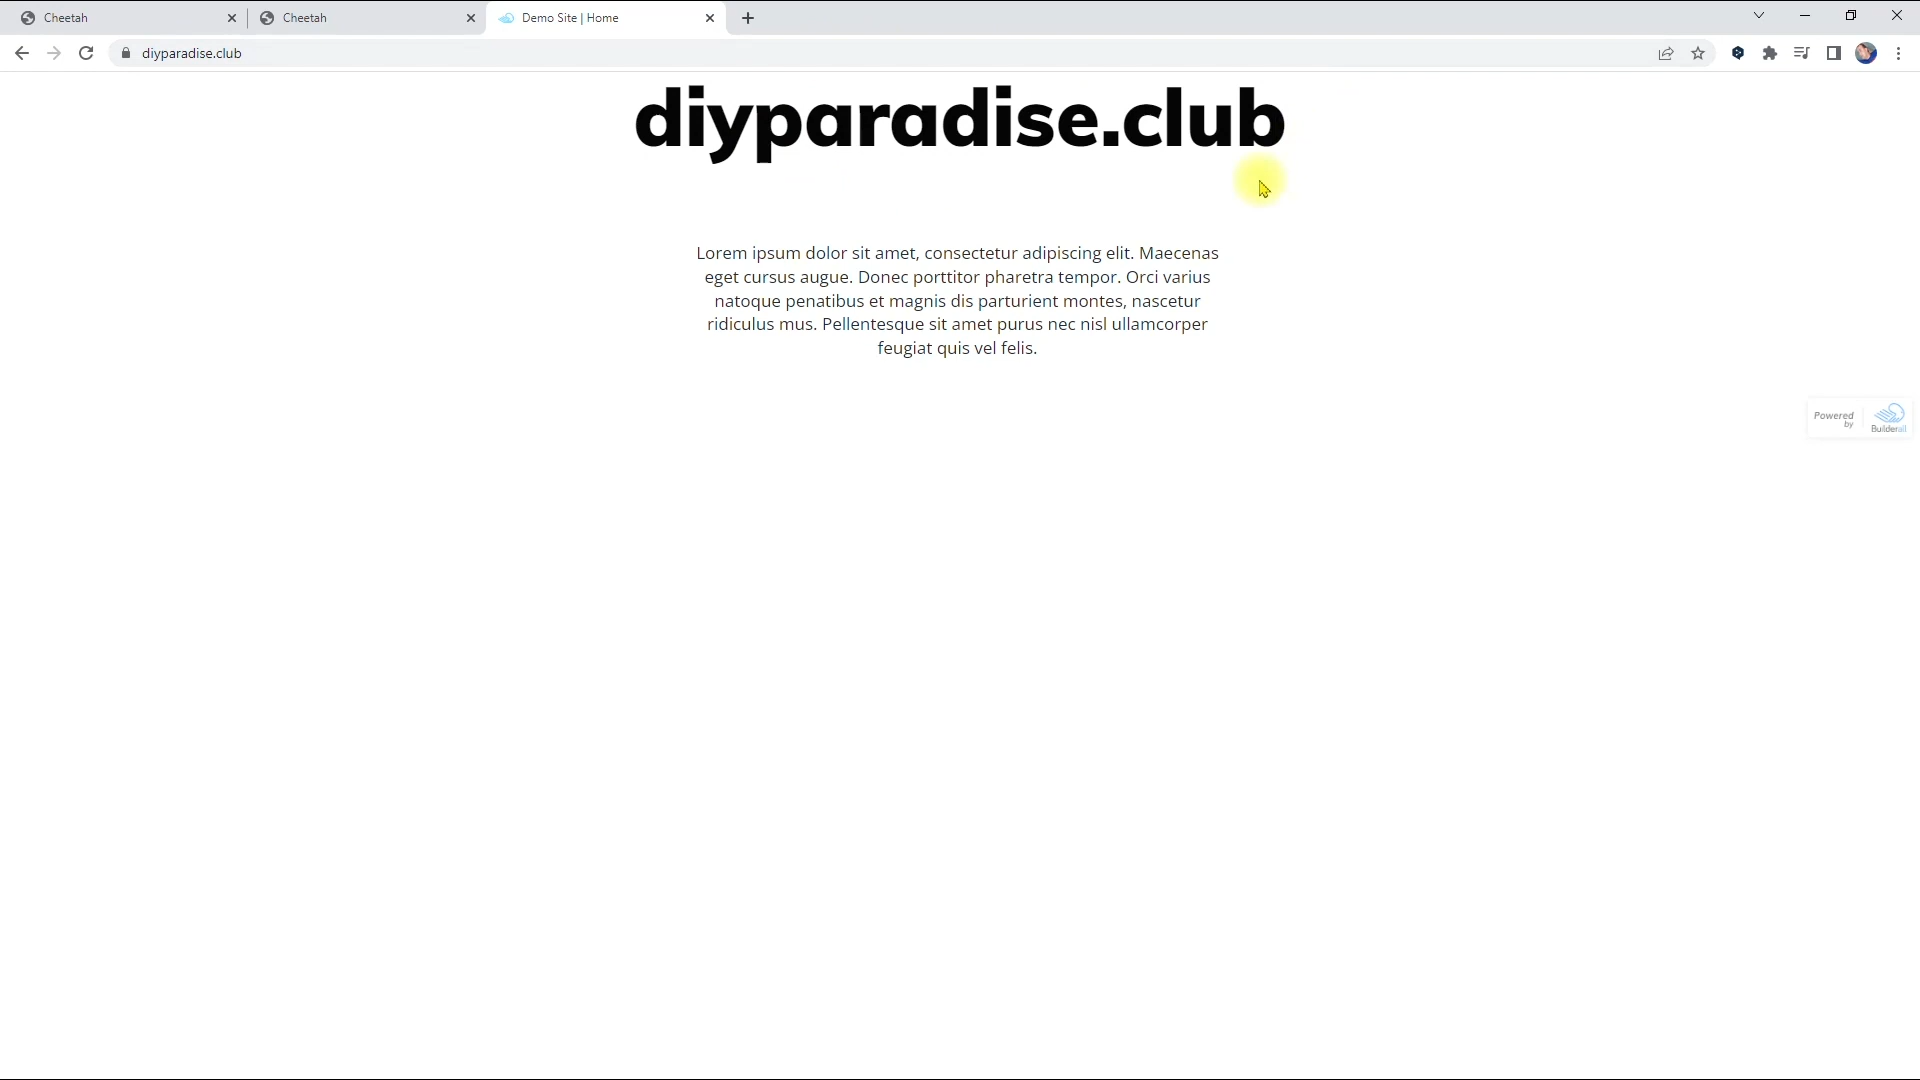 Cheetah
Cheetah
Demo Site | Home
diyparadise.club
diyparadise.club
Lorem ipsum dolor sit amet, consectetur adipiscing elit. Maecenas
eget cursus augue. Donec porttitor pharetra tempor. Orci varius
natoque penatibus et magnis dis parturient montes, nascetur
ridiculus mus. Pellentesque sit amet purus nec nisl ullamcorper
feugiat quis vel felis.
Powered
by
Builderall